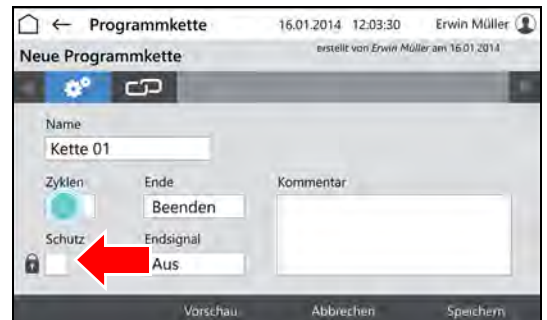 Programmkette 16.01.2014 12:03:30 Erwin Müller
Neue Programmkette erstellt von Erwin Müller am 16.01.2014
Name
Kette 01
Zyklen Ende Kommentar
Beenden
Schutz Endsignal
Aus
Vorschau Abbrechen Speichern